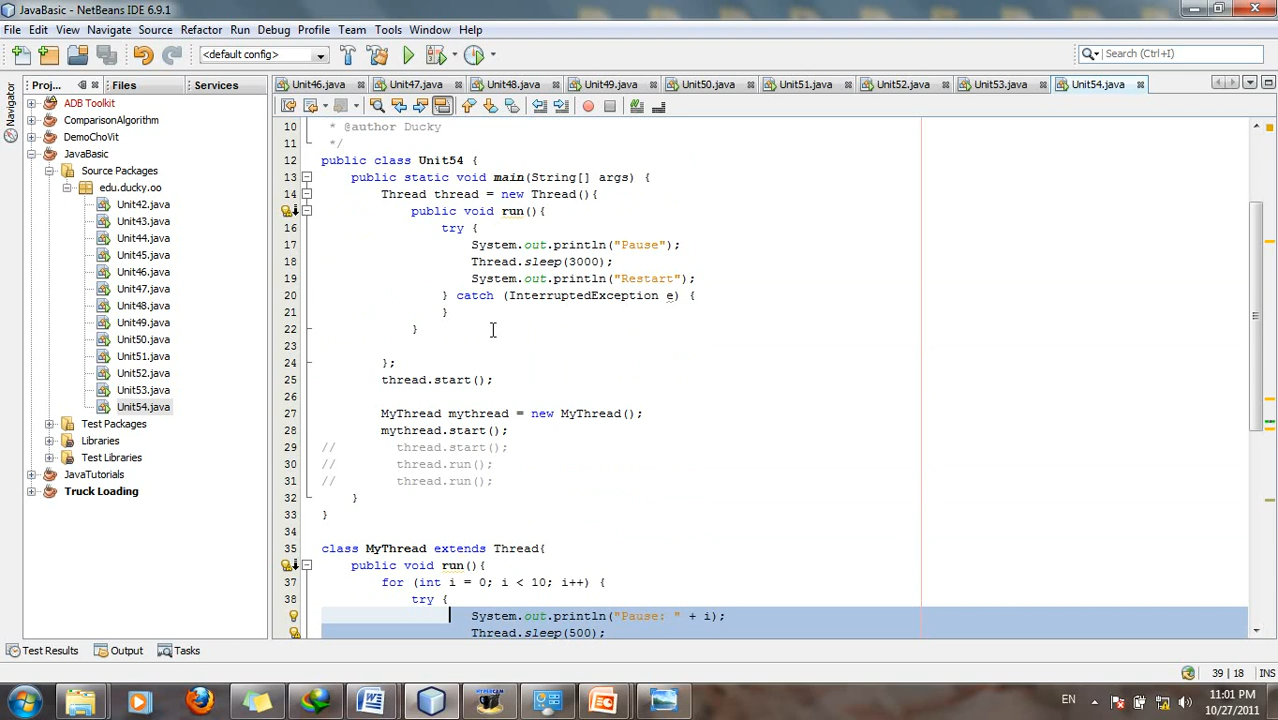 JavaBasic - NetBeans IDE 6.9.1
File Edit View Navigate Source Refactor Run Debug Profile Team Tools Window Help
<default config>
Search (Ctrl+I)
Proj... Files Services
Unit46.java Unit47.java Unit48.java Unit49.java Unit50.java Unit51.java Unit52.java Unit53.java Unit54.java
Navigator
ADB Toolkit
ComparisonAlgorithm
DemoChoVit
JavaBasic
Source Packages
edu.ducky.oo
Unit42.java
Unit43.java
Unit44.java
Unit45.java
Unit46.java
Unit47.java
Unit48.java
Unit49.java
Unit50.java
Unit51.java
Unit52.java
Unit53.java
Unit54.java
Test Packages
Libraries
Test Libraries
JavaTutorials
Truck Loading
10 * @author Ducky
11 */
12 public class Unit54 {
13 public static void main(String[] args) {
14 Thread thread = new Thread(){
public void run(){
16 try {
17 System.out.println("Pause");
18 Thread.sleep(3000);
19 System.out.println("Restart");
20 } catch (InterruptedException e) {
21 }
22 }
23
24 };
25 thread.start();
26
27 MyThread mythread = new MyThread();
28 mythread.start();
29 // thread.start();
30 // thread.run();
31 // thread.run();
32 }
33 }
34
35 class MyThread extends Thread{
public void run(){
37 for (int i = 0; i < 10; i++) {
38 try {
System.out.println("Pause: " + i);
Thread.sleep(500);
Test Results Output Tasks
39 | 18 INS
EN
11:01 PM
10/27/2011
HYPERCAM